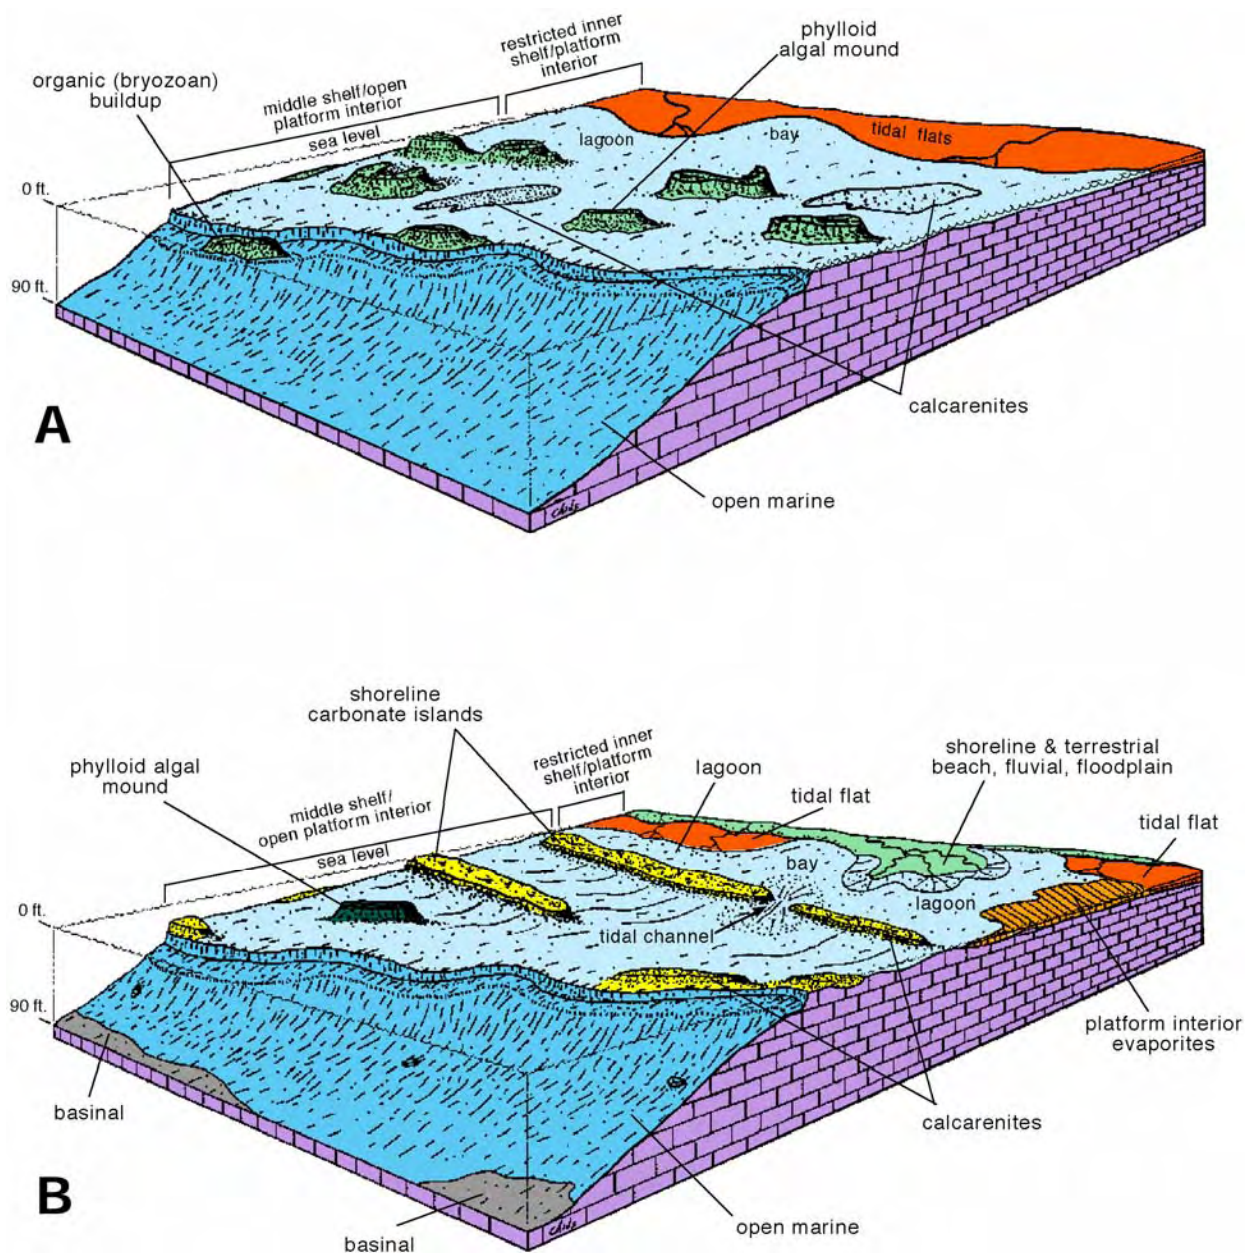 restricted inner
shelf/platform
interior
phylloid
algal mound
organic (bryozoan)
buildup
middle shelf/open
platform interior
sea level
lagoon
bay
tidal flats
0 ft.
90 ft.
calcarenites
A
open marine
shoreline
carbonate islands
restricted inner
shelf/platform
interior
shoreline & terrestrial
beach, fluvial, floodplain
phylloid algal
mound
lagoon
middle shelf/
open platform interior
tidal flat
tidal flat
sea level
bay
lagoon
0 ft.
tidal channel
90 ft.
platform interior
evaporites
basinal
calcarenites
B
open marine
basinal